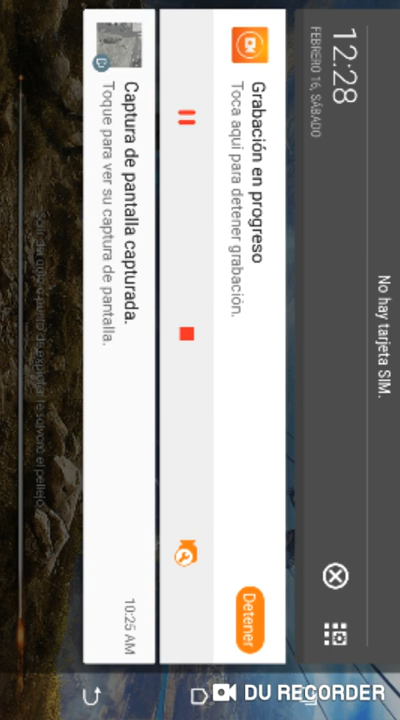 No hay tarjeta SIM.
12:28
FEBRERO 16, SÁBADO
Grabación en progreso
Toca aquí para detener grabación.
Detener
Captura de pantalla capturada.
Toque para ver su captura de pantalla.
10:25 AM
DU RECORDER